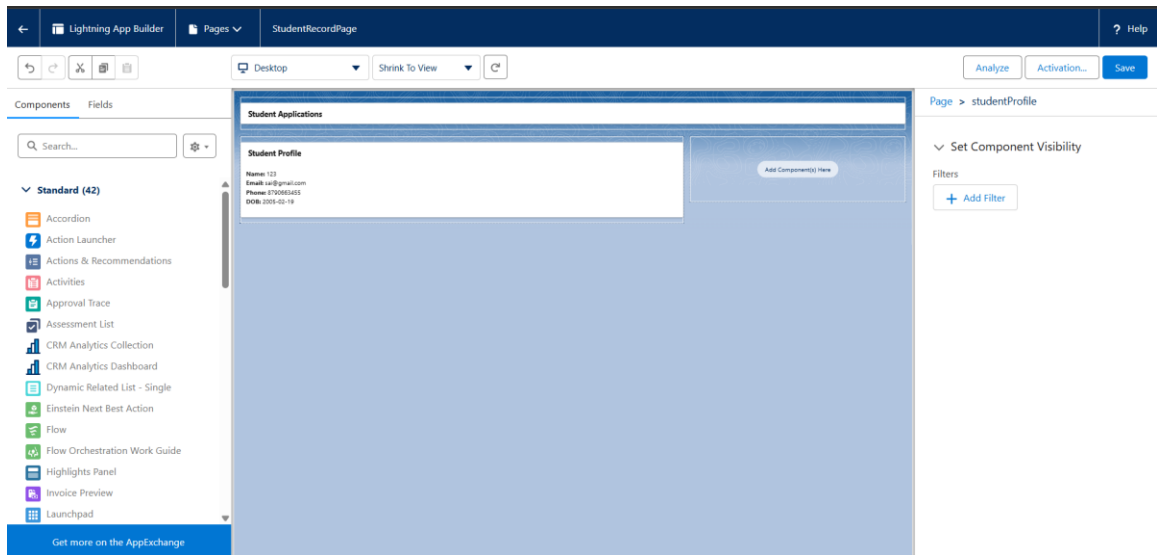 Lightning App Builder
Pages
StudentRecordPage
? Help
Desktop
Shrink To View
Analyze
Activation...
Save
Components
Fields
Search...
Standard (42)
Accordion
Action Launcher
Actions & Recommendations
Activities
Approval Trace
Assessment List
CRM Analytics Collection
CRM Analytics Dashboard
Dynamic Related List - Single
Einstein Next Best Action
Flow
Flow Orchestration Work Guide
Highlights Panel
Invoice Preview
Launchpad
Get more on the AppExchange
Student Applications
Student Profile
Name: 123
Email: sai@gmail.com
Phone: 8790663455
DOB: 2005-02-19
Add Component(s) Here
Page > studentProfile
Set Component Visibility
Filters
+ Add Filter